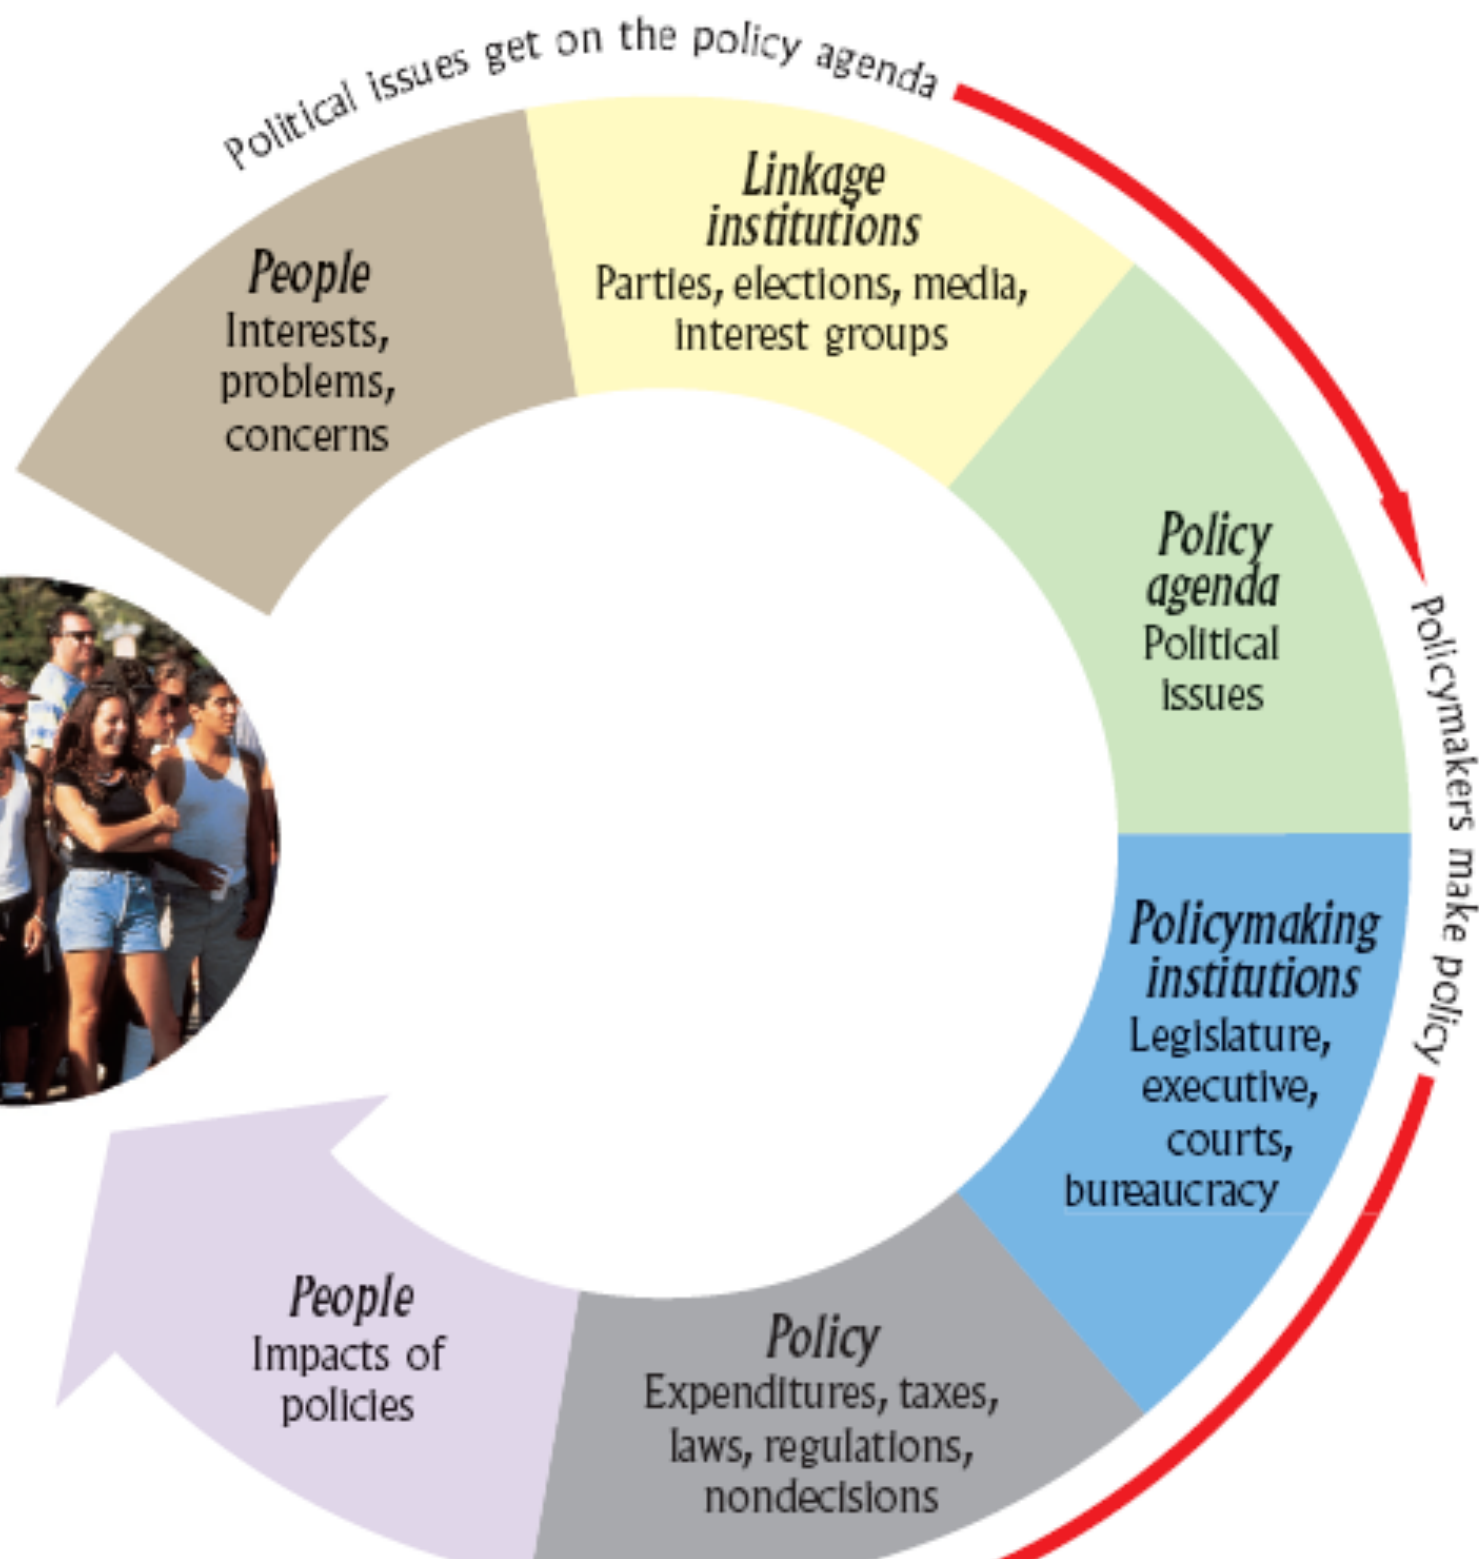 Political issues get on the policy agenda
People
Interests,
problems,
concerns
Linkage
institutions
Parties, elections, media,
interest groups
Policy
agenda
Political
issues
Policymakers make policy
Policymaking
institutions
Legislature,
executive,
courts,
bureaucracy
Policy
Expenditures, taxes,
laws, regulations,
nondecisions
People
Impacts of
policies